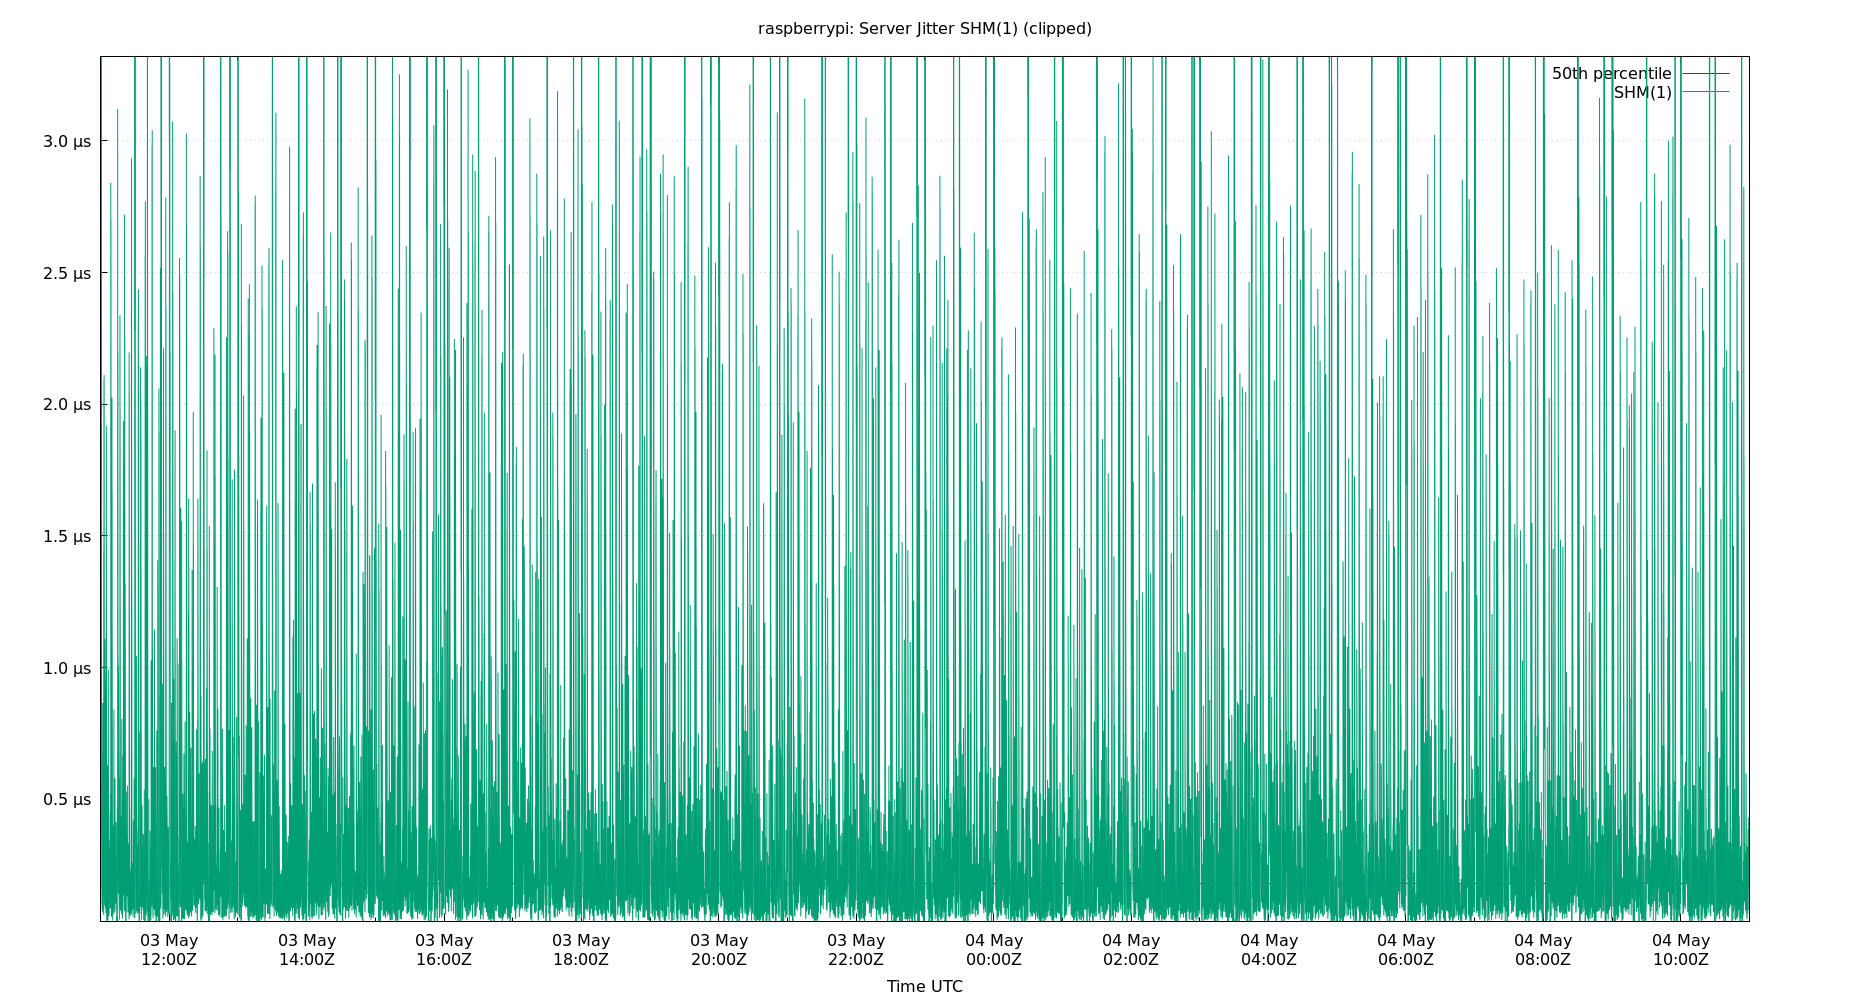 raspberrypi: Server Jitter SHM(1) (clipped)
50th percentile
SHM(1)
3.0 µs
2.5 µs
2.0 µs
1.5 µs
1.0 µs
0.5 µs
03 May 03 May 03 May 03 May 03 May 03 May 04 May 04 May 04 May 04 May 04 May 04 May
12:00Z 14:00Z 16:00Z 18:00Z 20:00Z 22:00Z 00:00Z 02:00Z 04:00Z 06:00Z 08:00Z 10:00Z
Time UTC